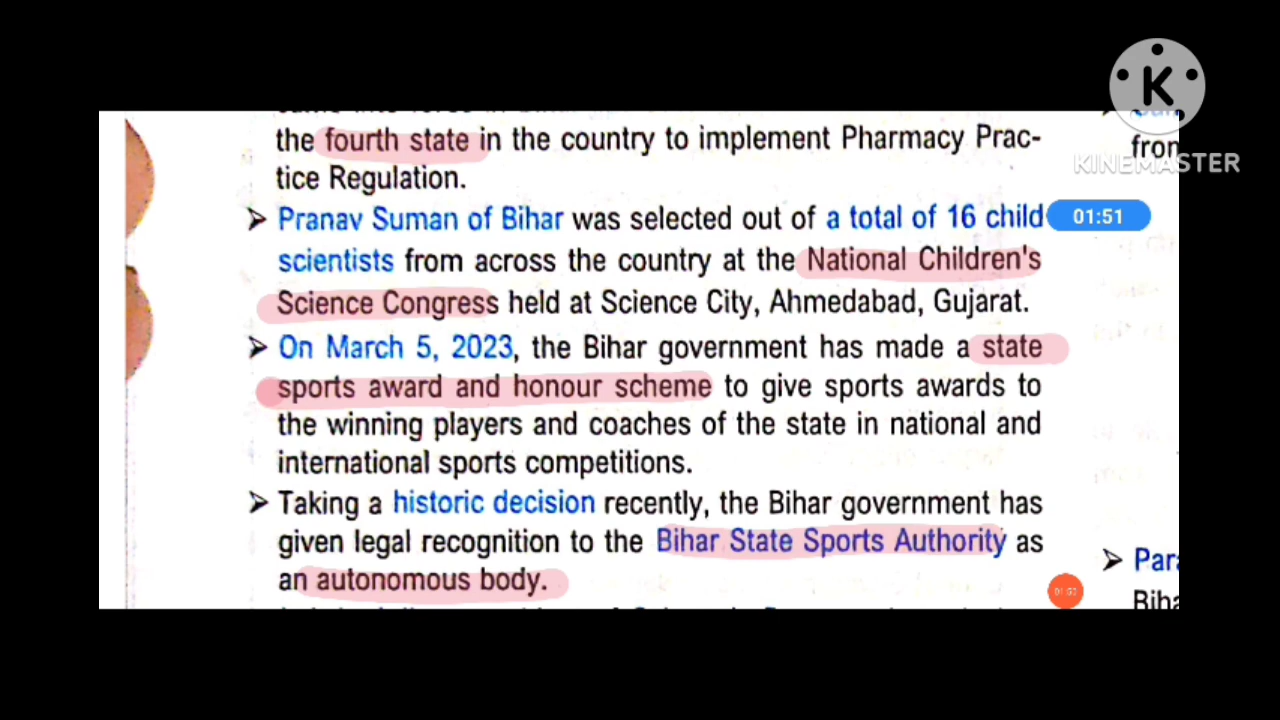 the fourth state in the country to implement Pharmacy Prac-
tice Regulation.
➤ Pranav Suman of Bihar was selected out of a total of 16 child
scientists from across the country at the National Children's
Science Congress held at Science City, Ahmedabad, Gujarat.
➤ On March 5, 2023, the Bihar government has made a state
sports award and honour scheme to give sports awards to
the winning players and coaches of the state in national and
international sports competitions.
➤ Taking a historic decision recently, the Bihar government has
given legal recognition to the Bihar State Sports Authority as
an autonomous body.
from
KINEMASTER
01:51
➤ Para
Biha